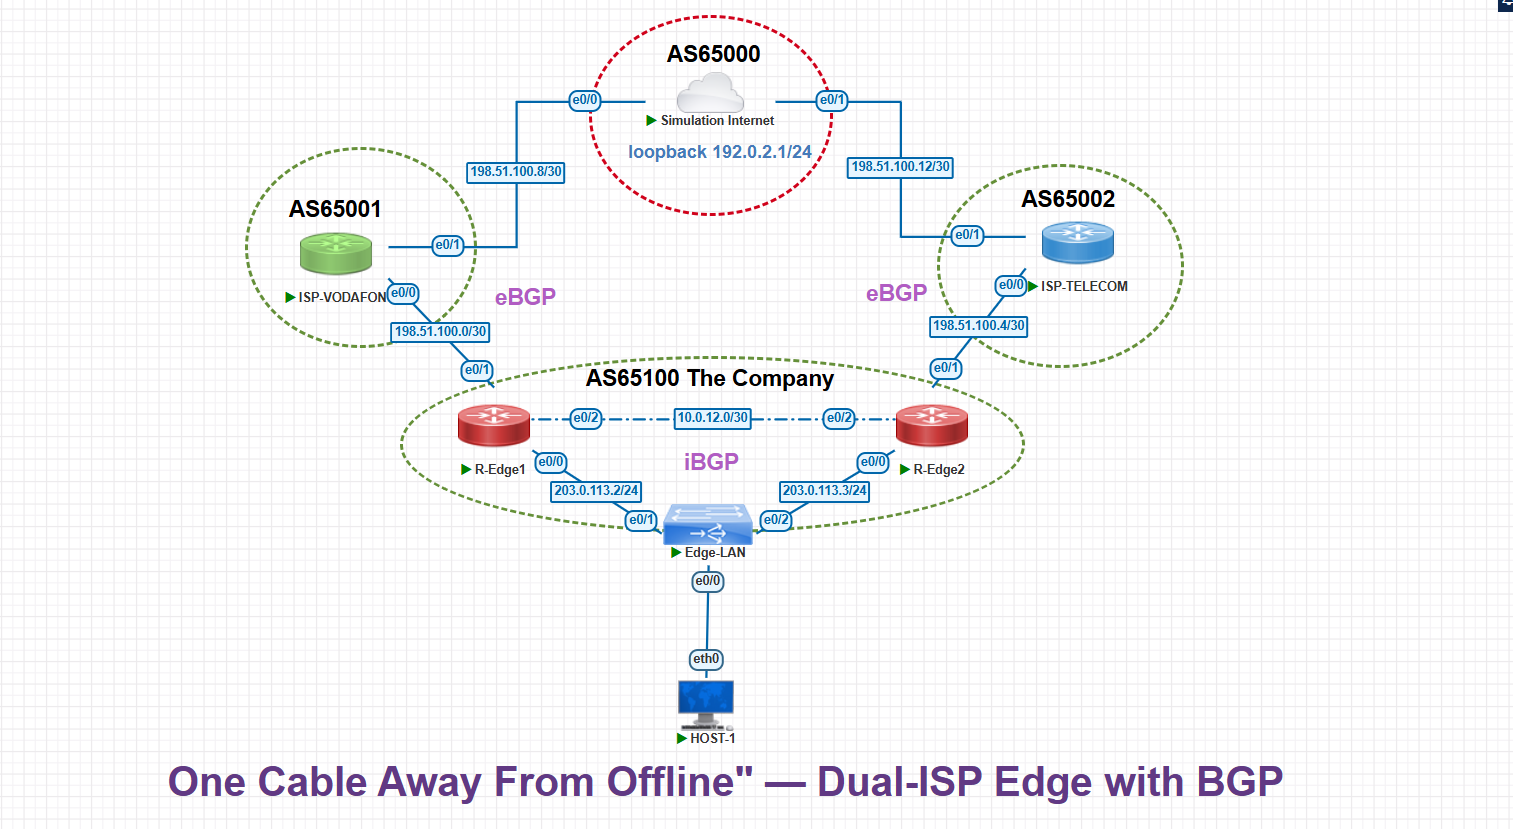 AS65000
e0/0
e0/1
Simulation Internet
loopback 192.0.2.1/24
198.51.100.8/30
198.51.100.12/30
AS65001
AS65002
e0/1
e0/1
ISP-VODAFON
e0/0
e0/0
ISP-TELECOM
eBGP
eBGP
198.51.100.0/30
198.51.100.4/30
e0/1
e0/1
AS65100 The Company
e0/2
10.0.12.0/30
e0/2
R-Edge1
e0/0
iBGP
e0/0
R-Edge2
203.0.113.2/24
203.0.113.3/24
e0/1
e0/2
Edge-LAN
e0/0
eth0
HOST-1
One Cable Away From Offline" — Dual-ISP Edge with BGP